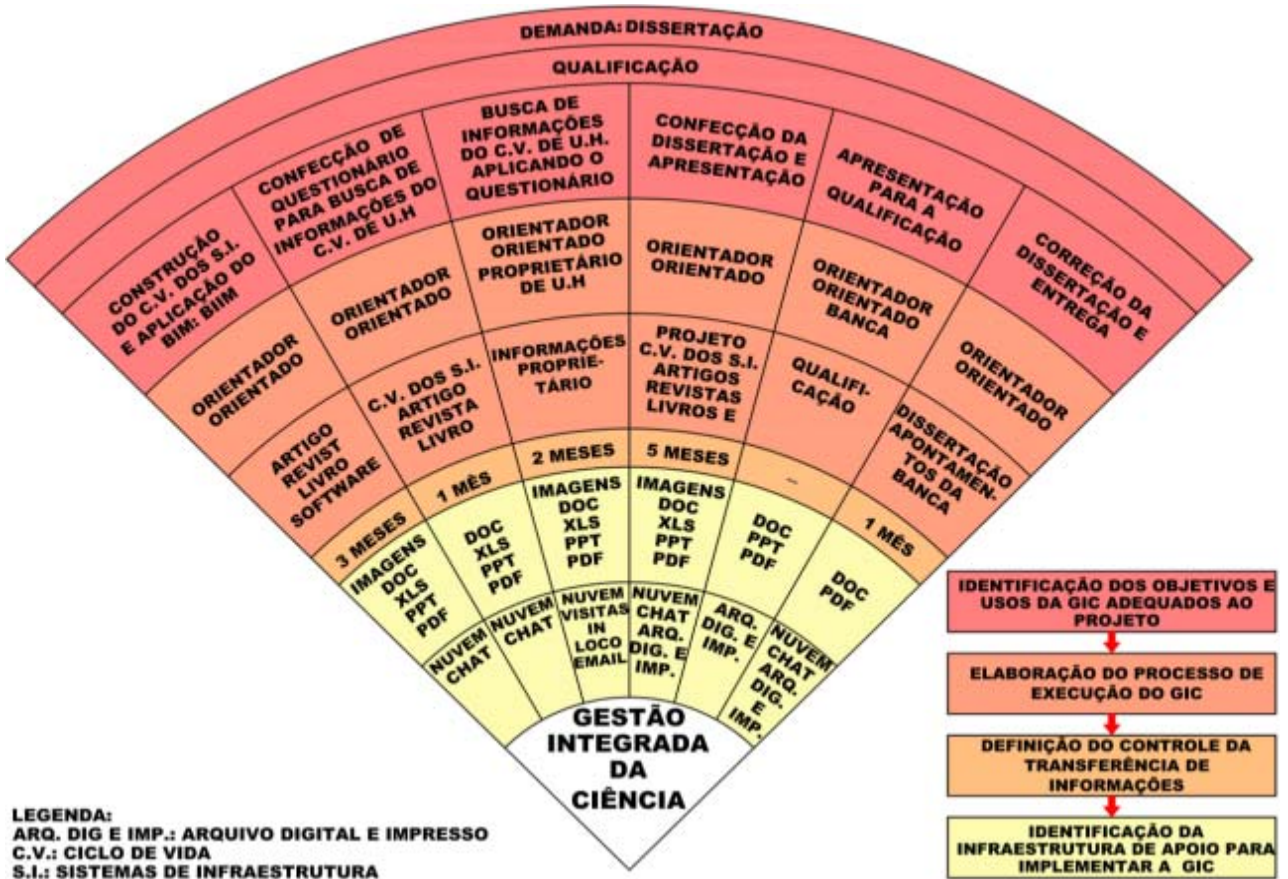 DEMANDA: DISSERTAÇÃO
QUALIFICAÇÃO
CONSTRUÇÃO
DO C.V. DOS S.I.
E APLICAÇÃO DO
BIM: BIIM
CONFECÇÃO DE
QUESTIONÁRIO
PARA BUSCA DE
INFORMAÇÕES DO
C.V. DE U.H
BUSCA DE
INFORMAÇÕES
DO C.V. DE U.H.
APLICANDO O
QUESTIONÁRIO
CONFECÇÃO DA
DISSERTAÇÃO E
APRESENTAÇÃO
APRESENTAÇÃO
PARA A
QUALIFICAÇÃO
CORREÇÃO DA
DISSERTAÇÃO E
ENTREGA
ORIENTADOR
ORIENTADO
ORIENTADOR
ORIENTADO
ORIENTADOR
ORIENTADO
PROPRIETÁRIO
DE U.H
ORIENTADOR
ORIENTADO
ORIENTADOR
ORIENTADO
BANCA
ORIENTADOR
ORIENTADO
ARTIGO
REVIST
LIVRO
SOFTWARE
C.V. DOS S.I.
ARTIGO
REVISTA
LIVRO
INFORMAÇÕES
PROPRIE-
TÁRIO
PROJETO
C.V. DOS S.I.
ARTIGOS
REVISTAS
LIVROS E
QUALIFI-
CAÇÃO
DISSERTAÇÃO
APONTAMEN-
TOS DA
BANCA
3 MESES
1 MÊS
2 MESES
5 MESES
...
1 MÊS
IMAGENS
DOC
XLS
PPT
PDF
DOC
XLS
PPT
PDF
IMAGENS
DOC
XLS
PPT
PDF
IMAGENS
DOC
XLS
PPT
PDF
DOC
PPT
PDF
DOC
PDF
NUVEM
CHAT
NUVEM
CHAT
NUVEM
VISITAS
IN
LOCO
EMAIL
NUVEM
CHAT
ARQ.
DIG. E
IMP.
ARQ.
DIG. E
IMP.
NUVEM
CHAT
ARQ.
DIG.
E
IMP.
GESTÃO
INTEGRADA
DA
CIÊNCIA
IDENTIFICAÇÃO DOS OBJETIVOS E
USOS DA GIC ADEQUADOS AO
PROJETO
ELABORAÇÃO DO PROCESSO DE
EXECUÇÃO DO GIC
DEFINIÇÃO DO CONTROLE DA
TRANSFERÊNCIA DE
INFORMAÇÕES
IDENTIFICAÇÃO DA
INFRAESTRUTURA DE APOIO PARA
IMPLEMENTAR A GIC
LEGENDA:
ARQ. DIG E IMP.: ARQUIVO DIGITAL E IMPRESSO
C.V.: CICLO DE VIDA
S.I.: SISTEMAS DE INFRAESTRUTURA